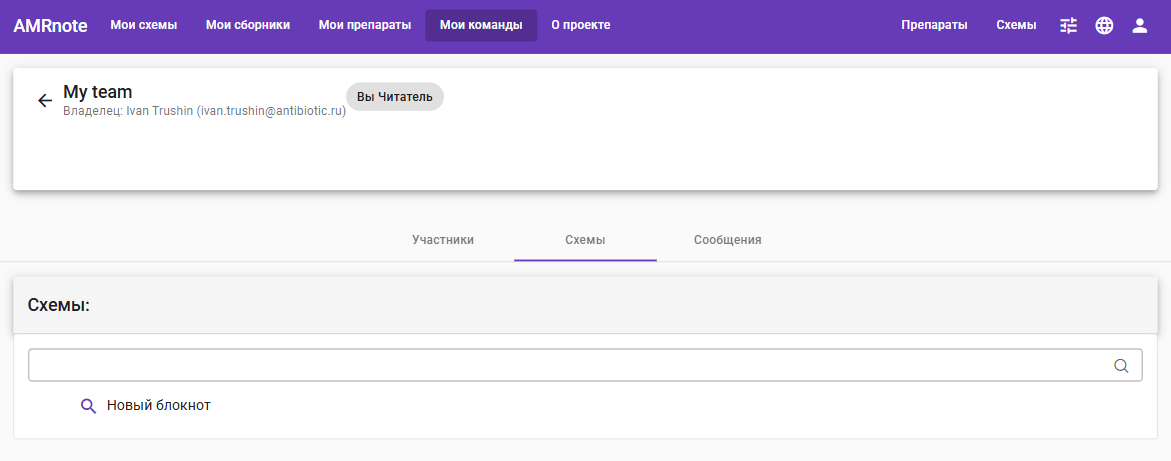 AMRnote Мои схемы Мои сборники Мои препараты Мои команды О проекте Препараты Схемы
My team
Вы Читатель
Владелец: Ivan Trushin (ivan.trushin@antibiotic.ru)
Участники Схемы Сообщения
Схемы:
Новый блокнот